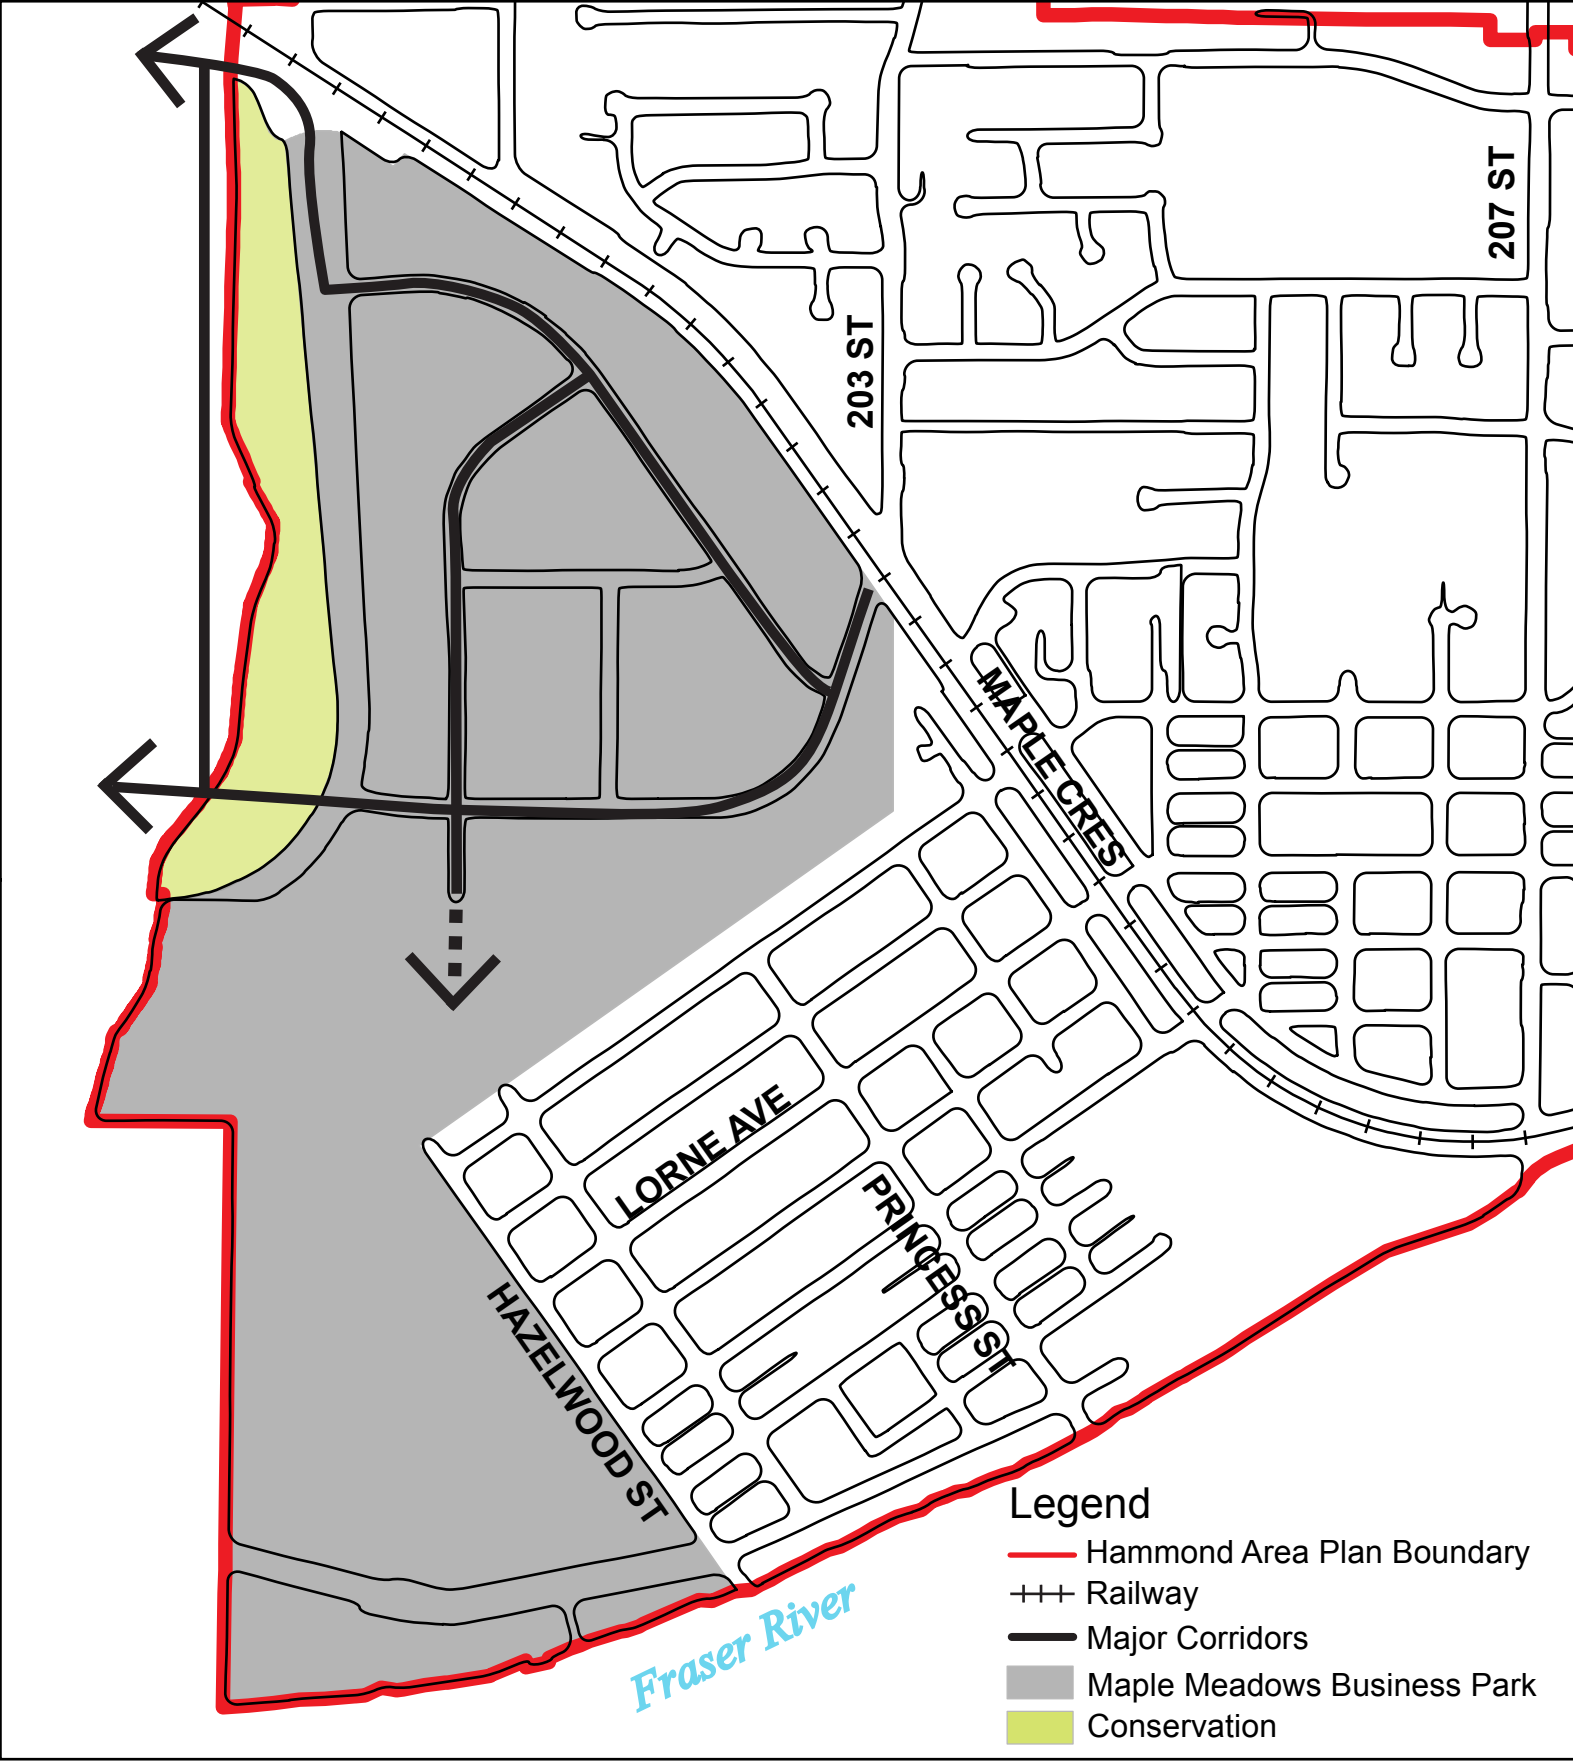 207 ST
203 ST
MAPLE CRES
LORNE AVE
PRINCESS ST
HAZELWOOD ST
Fraser River
Legend
Hammond Area Plan Boundary
Railway
Major Corridors
Maple Meadows Business Park
Conservation